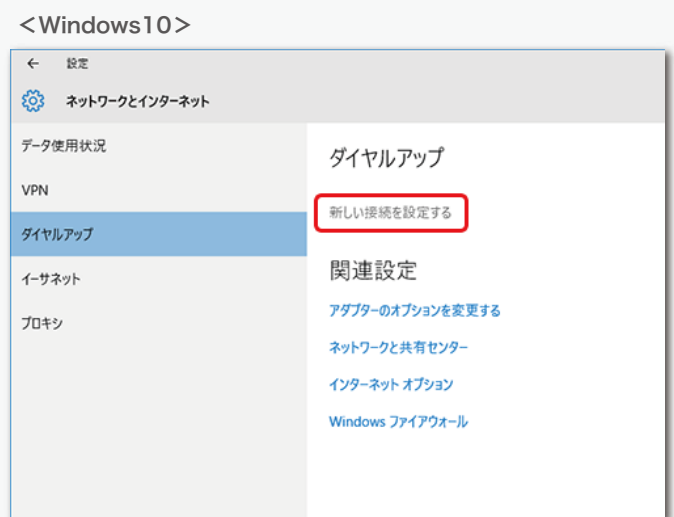 ＜Windows10＞
← 設定
ネットワークとインターネット
データ使用状況
VPN
ダイヤルアップ
イーサネット
プロキシ
ダイヤルアップ
新しい接続を設定する
関連設定
アダプターのオプションを変更する
ネットワークと共有センター
インターネット オプション
Windows ファイアウォール